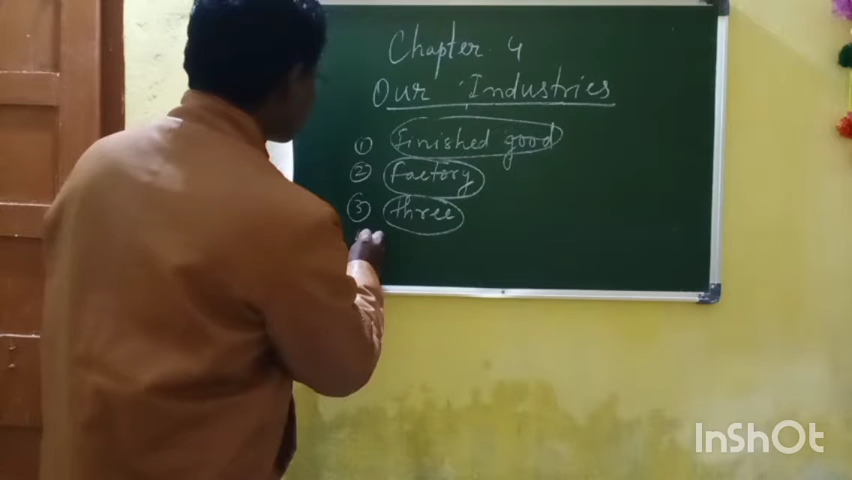 Chapter 4
Our Industries
① Finished good
② Factory
③ three
InShOt